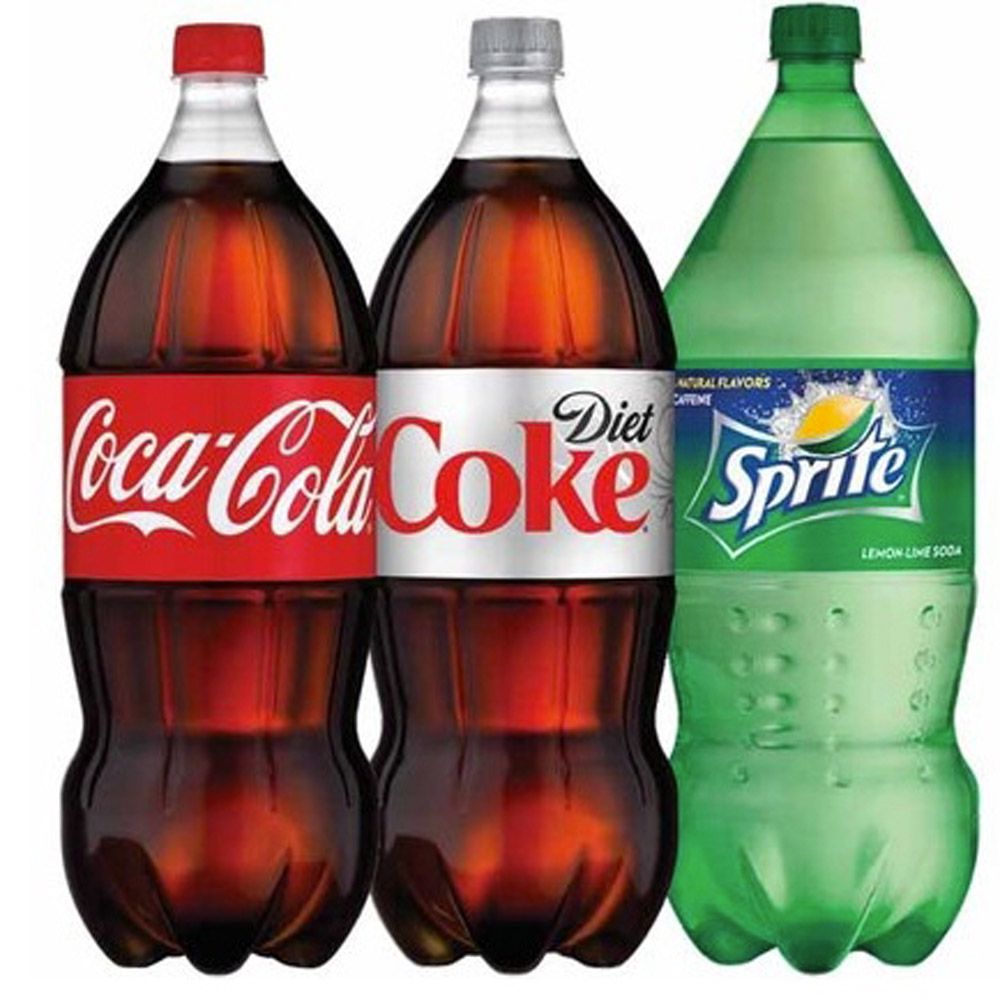 Coca-Cola
Diet
Coke
NATURAL FLAVORS
CAFFEINE
Sprite
LEMON-LIME SODA